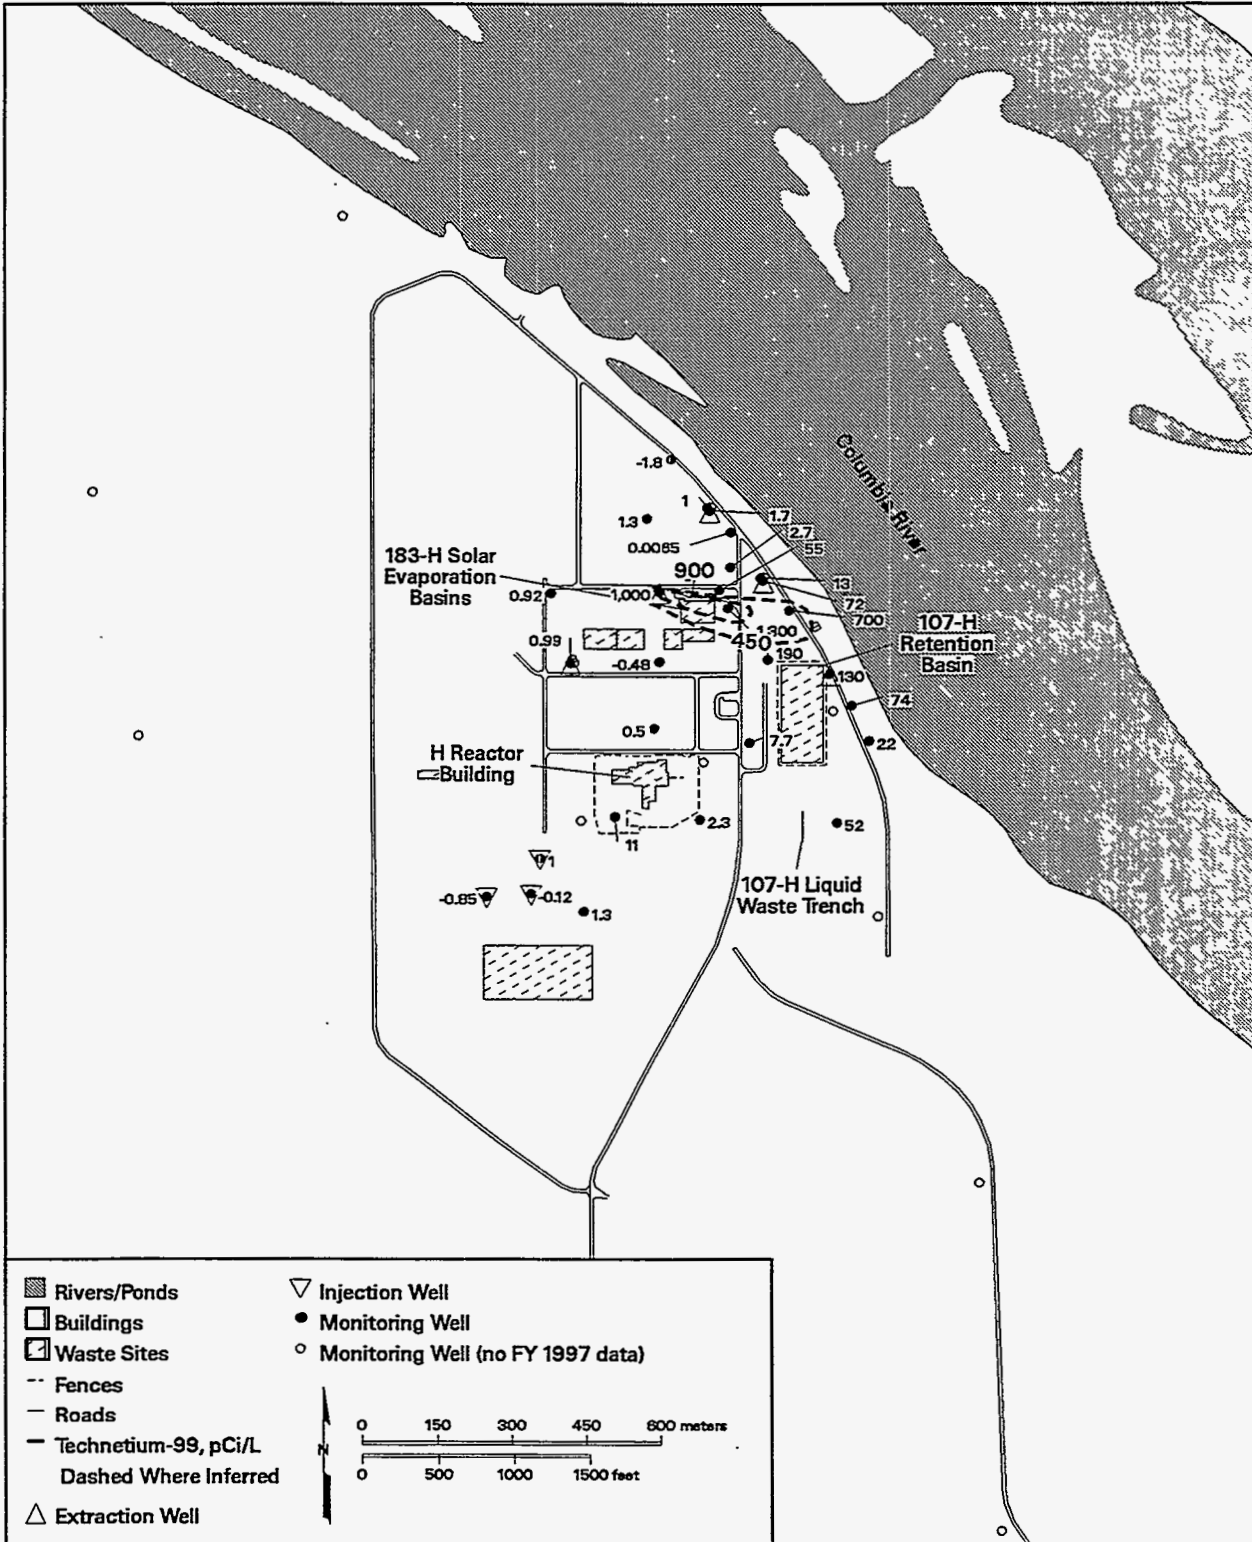 -1.8
1
1.3
1.7
0.0065
2.7
55
183-H Solar
Evaporation
Basins
900
13
0.92
1,000
72
700
107-H
Retention
Basin
1300
450
0.99
190
-0.48
130
74
0.5
7.7
22
H Reactor
Building
2.3
52
11
1
107-H Liquid
Waste Trench
-0.85
-0.12
1.3
Columbia River
Rivers/Ponds
Buildings
Waste Sites
Fences
Roads
Technetium-99, pCi/L
Dashed Where Inferred
Extraction Well
Injection Well
Monitoring Well
Monitoring Well (no FY 1997 data)
N
0 150 300 450 600 meters
0 500 1000 1500 feet